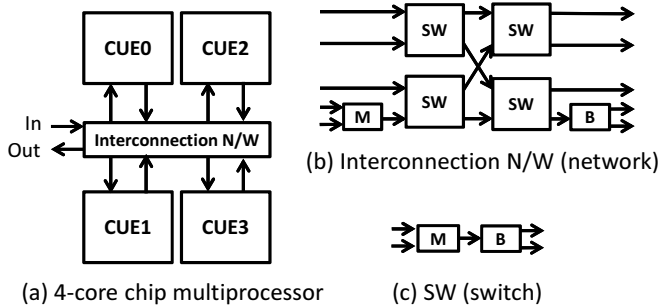 CUE0
CUE2
In
Interconnection N/W
Out
CUE1
CUE3
(a) 4-core chip multiprocessor
SW
SW
SW
SW
M
B
(b) Interconnection N/W (network)
M
B
(c) SW (switch)